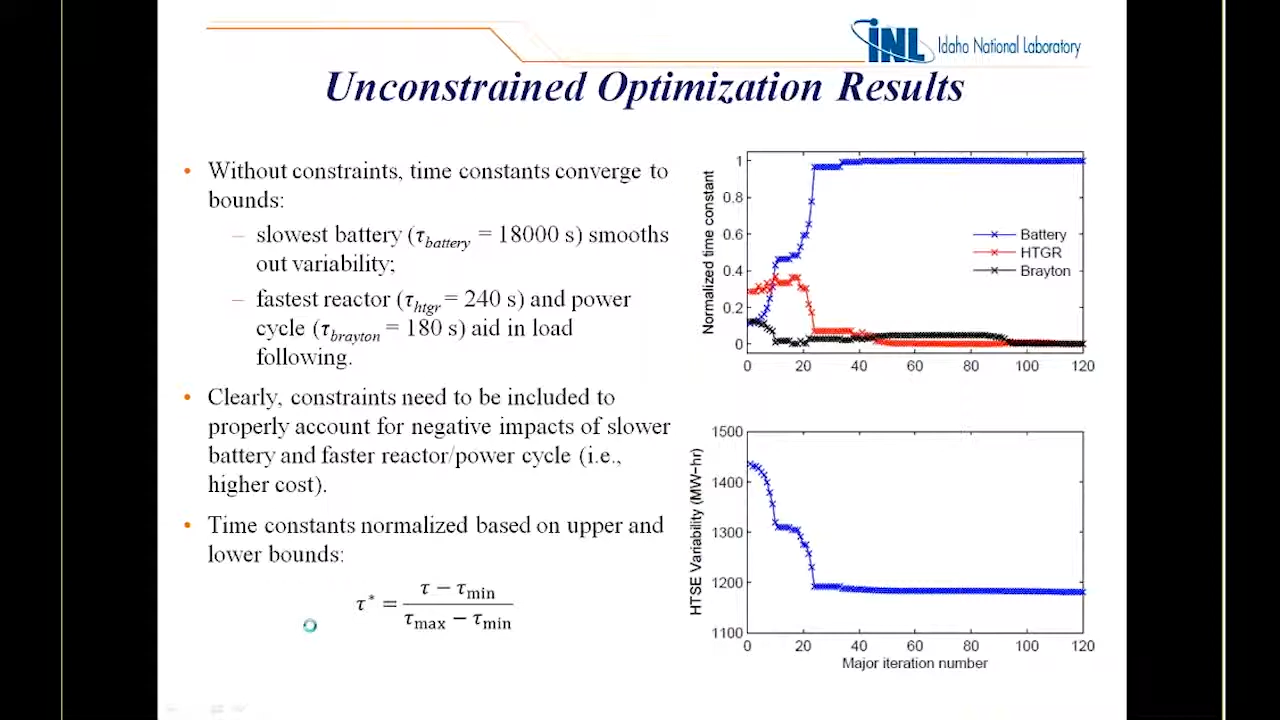 INL Idaho National Laboratory
Unconstrained Optimization Results
• Without constraints, time constants converge to
bounds:
– slowest battery (τbattery = 18000 s) smooths
out variability;
– fastest reactor (τhtgr = 240 s) and power
cycle (τbrayton = 180 s) aid in load
following.
• Clearly, constraints need to be included to
properly account for negative impacts of slower
battery and faster reactor/power cycle (i.e.,
higher cost).
• Time constants normalized based on upper and
lower bounds:
τ* = (τ − τmin) / (τmax − τmin)
Normalized time constant
1
0.8
0.6
0.4
0.2
0
Battery
HTGR
Brayton
0 20 40 60 80 100 120
HTSE Variability (MW−hr)
1500
1400
1300
1200
1100
0 20 40 60 80 100 120
Major iteration number